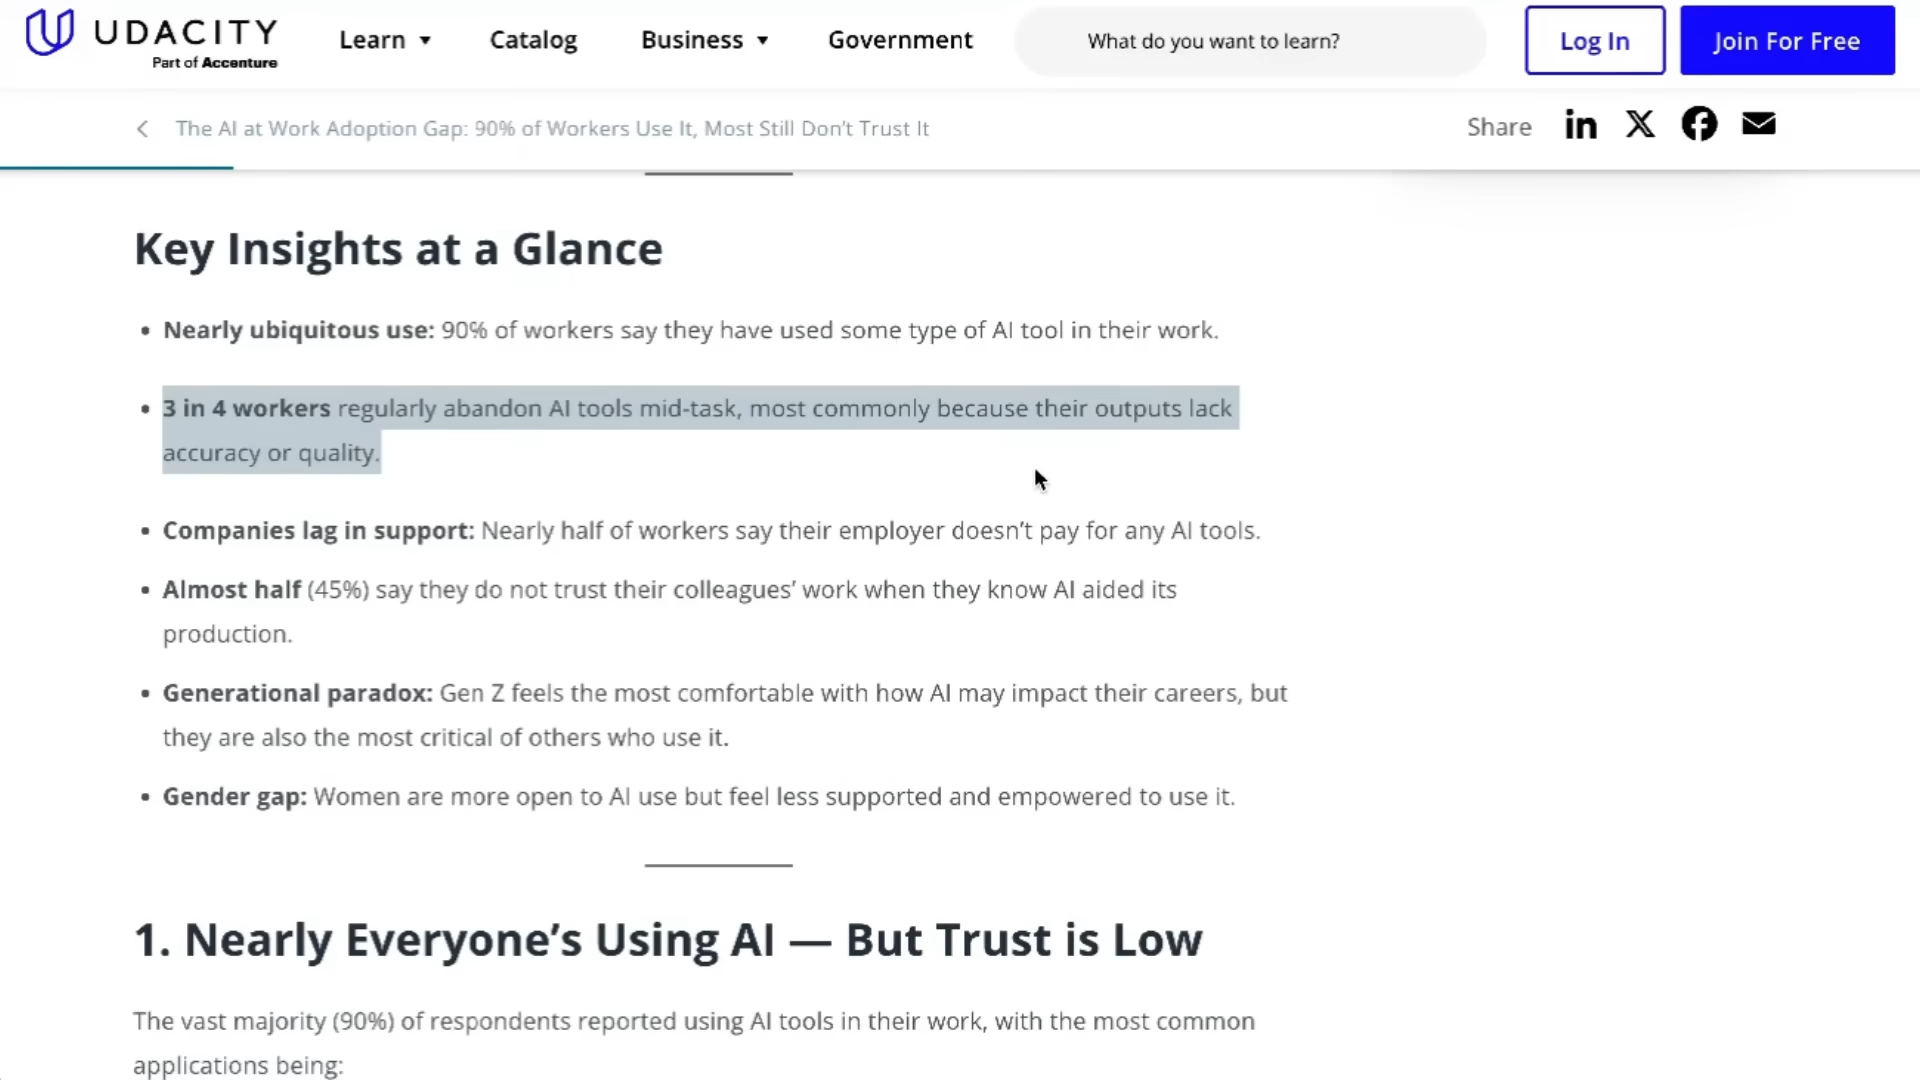 UDACITY
Part of Accenture
Learn
Catalog
Business
Government
What do you want to learn?
Log In
Join For Free
The AI at Work Adoption Gap: 90% of Workers Use It, Most Still Don’t Trust It
Share
Key Insights at a Glance
• Nearly ubiquitous use: 90% of workers say they have used some type of AI tool in their work.
• 3 in 4 workers regularly abandon AI tools mid-task, most commonly because their outputs lack
accuracy or quality.
• Companies lag in support: Nearly half of workers say their employer doesn’t pay for any AI tools.
• Almost half (45%) say they do not trust their colleagues’ work when they know AI aided its
production.
• Generational paradox: Gen Z feels the most comfortable with how AI may impact their careers, but
they are also the most critical of others who use it.
• Gender gap: Women are more open to AI use but feel less supported and empowered to use it.
1. Nearly Everyone’s Using AI — But Trust is Low
The vast majority (90%) of respondents reported using AI tools in their work, with the most common
applications being: